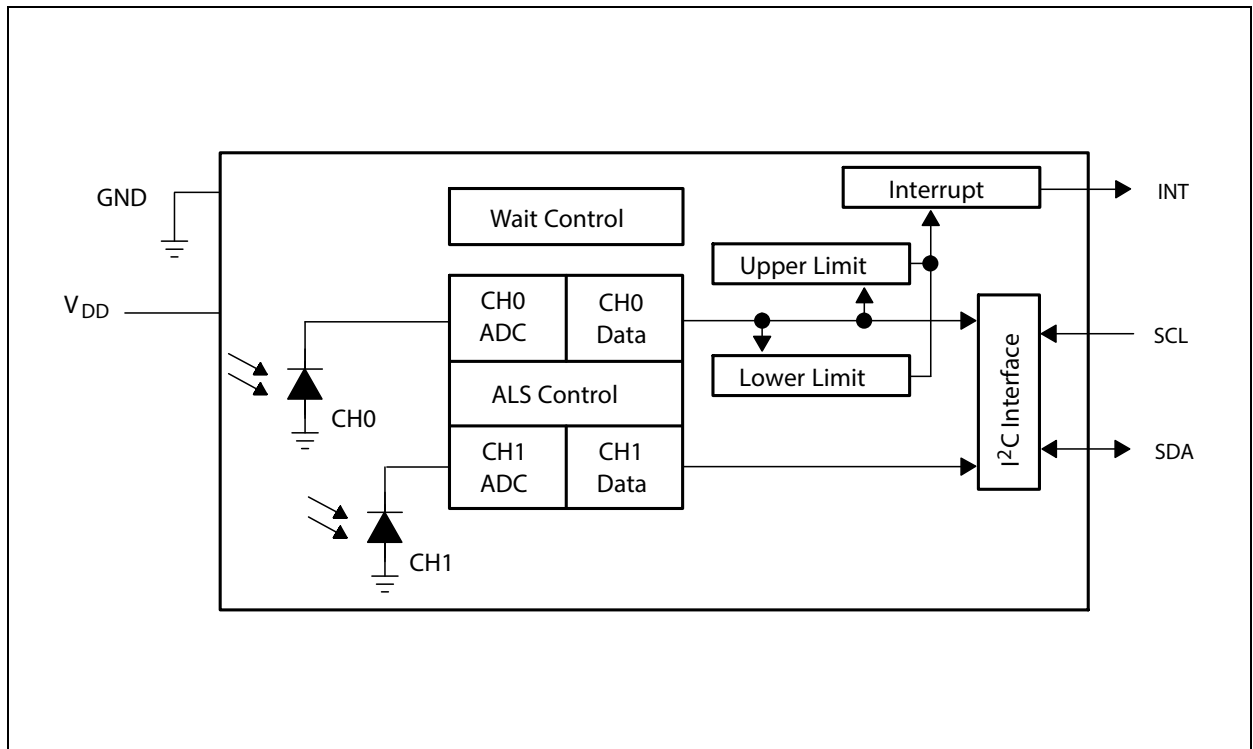 GND
V DD
Wait Control
CH0
ADC
CH0
Data
ALS Control
CH1
ADC
CH1
Data
CH0
CH1
Interrupt
Upper Limit
Lower Limit
I²C Interface
INT
SCL
SDA